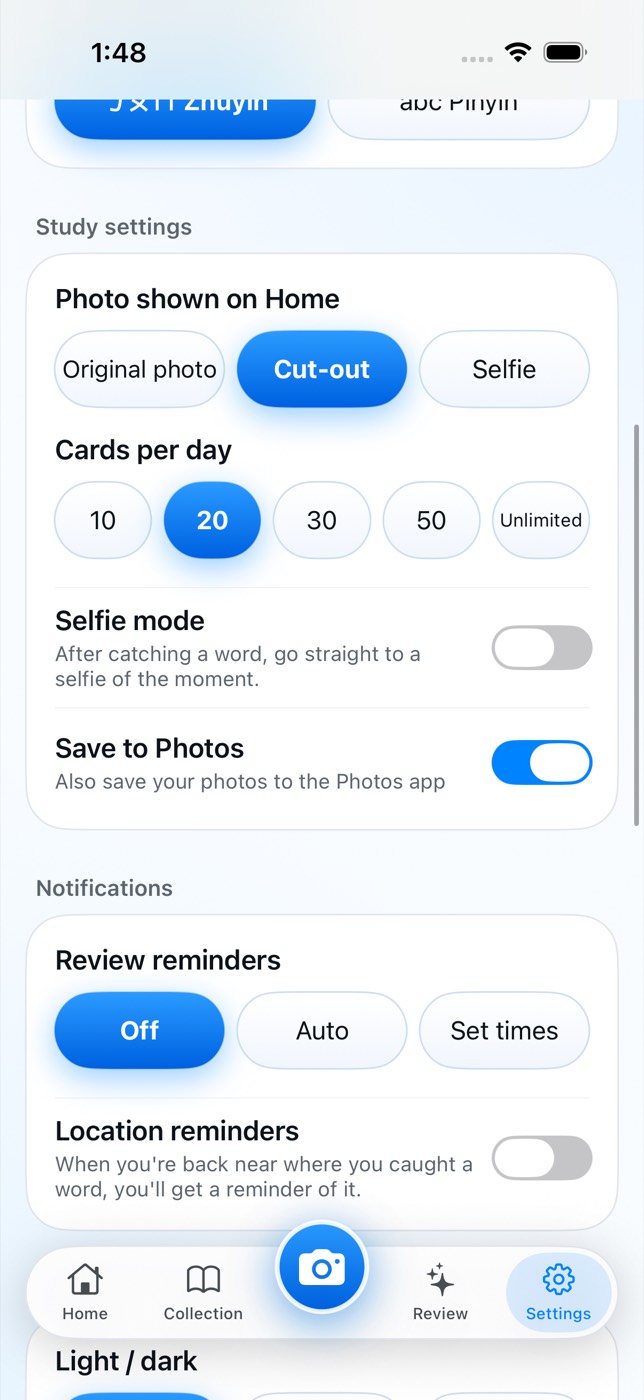 1:48
ㄅㄆㄇ Zhuyin
abc Pinyin
Study settings
Photo shown on Home
Original photo
Cut-out
Selfie
Cards per day
10
20
30
50
Unlimited
Selfie mode
After catching a word, go straight to a
selfie of the moment.
Save to Photos
Also save your photos to the Photos app
Notifications
Review reminders
Off
Auto
Set times
Location reminders
When you're back near where you caught a
word, you'll get a reminder of it.
Home
Collection
Review
Settings
Light / dark